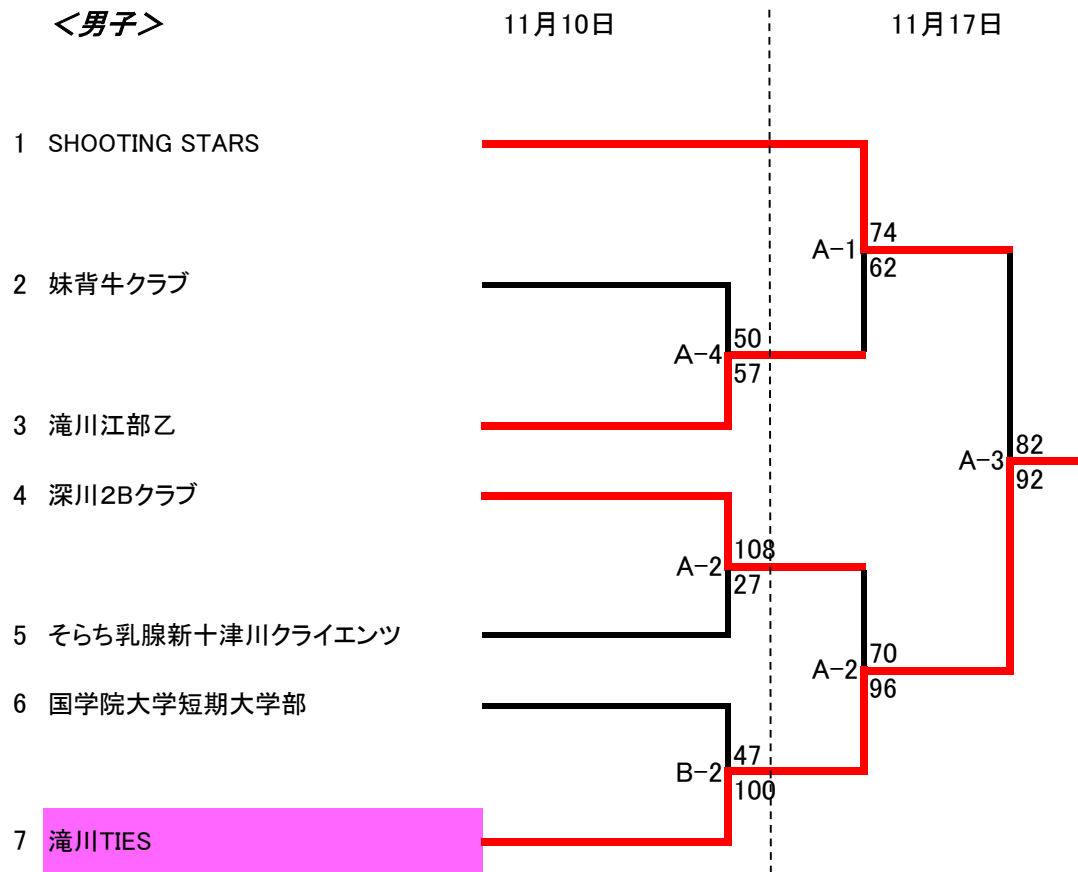 ＜男子＞ 11月10日 11月17日
1 SHOOTING STARS
74
A-1
62
2 妹背牛クラブ
50
A-4
57
3 滝川江部乙
82
A-3
92
4 深川2Bクラブ
108
A-2
27
5 そらち乳腺新十津川クライエンツ
70
A-2
96
6 国学院大学短期大学部
47
B-2
100
7 滝川TIES